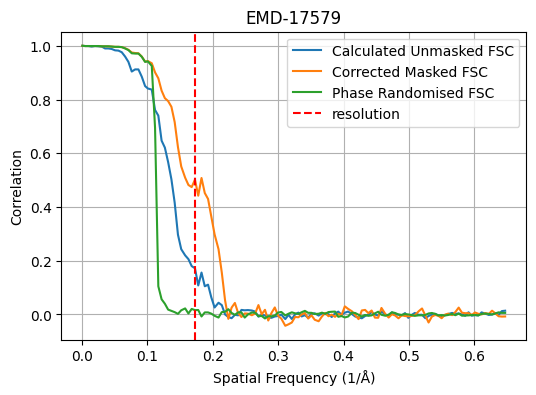 EMD-17579
Correlation
1.0
0.8
0.6
0.4
0.2
0.0
Calculated Unmasked FSC
Corrected Masked FSC
Phase Randomised FSC
resolution
0.0 0.1 0.2 0.3 0.4 0.5 0.6
Spatial Frequency (1/Å)